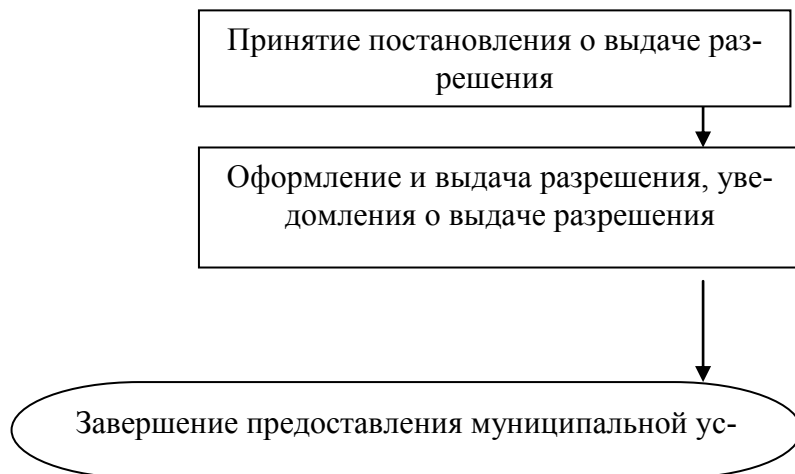 Принятие постановления о выдаче раз-
решения
Оформление и выдача разрешения, уве-
домления о выдаче разрешения
Завершение предоставления муниципальной ус-